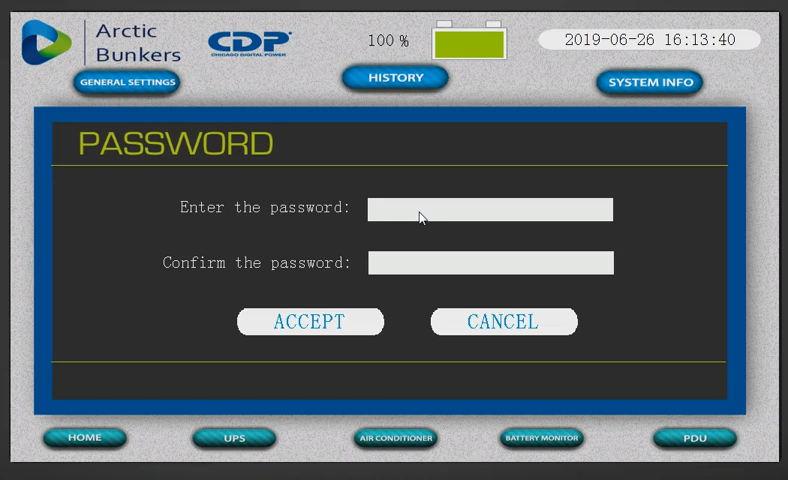 Arctic
Bunkers
CDP
CHICAGO DIGITAL POWER
100 %
2019-06-26 16:13:40
GENERAL SETTINGS
HISTORY
SYSTEM INFO
PASSWORD
Enter the password:
Confirm the password:
ACCEPT CANCEL
HOME UPS AIR CONDITIONER BATTERY MONITOR PDU